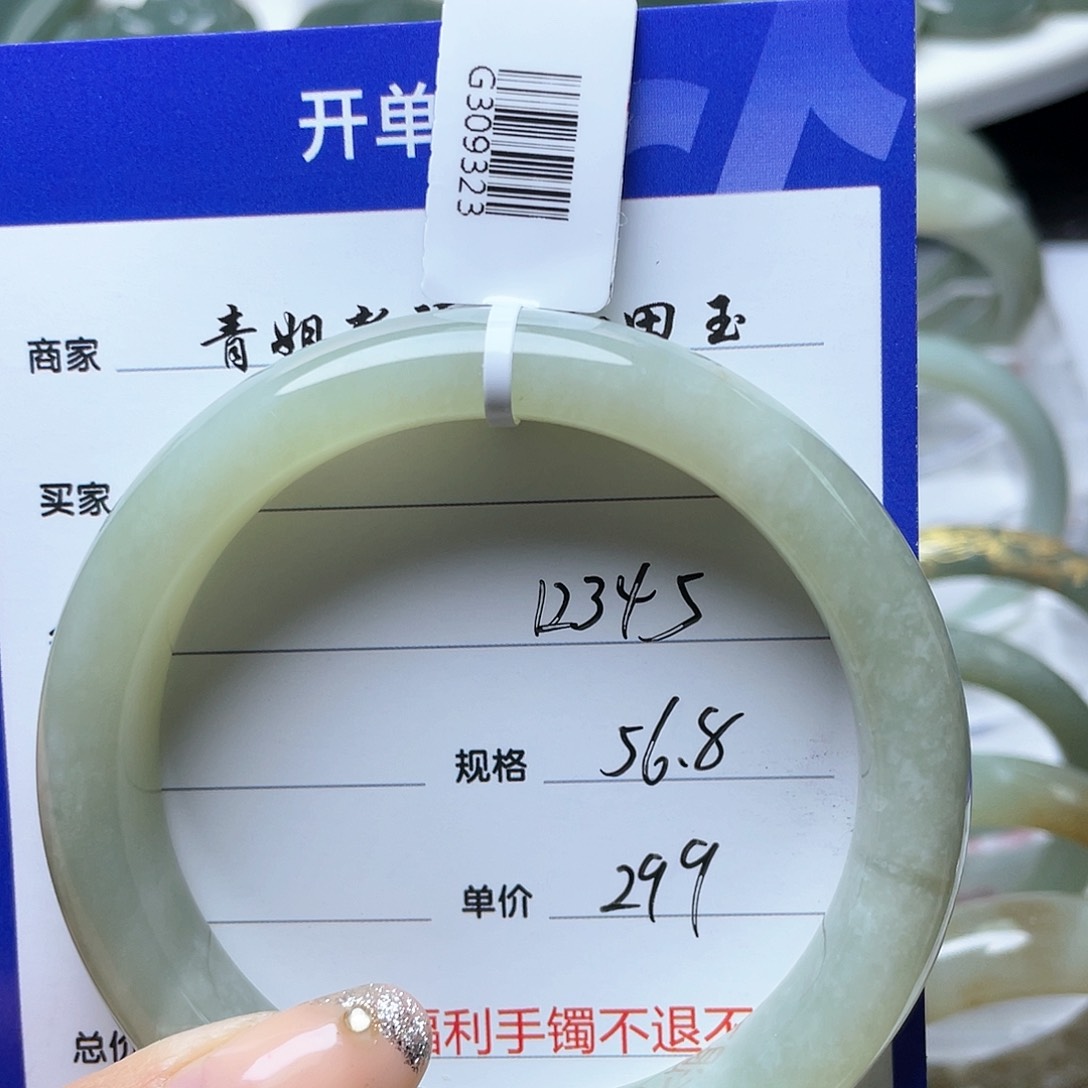 开单
G309323
商家 青姐 玉
买家
12345
规格 56.8
单价 299
总价
福利手镯不退不